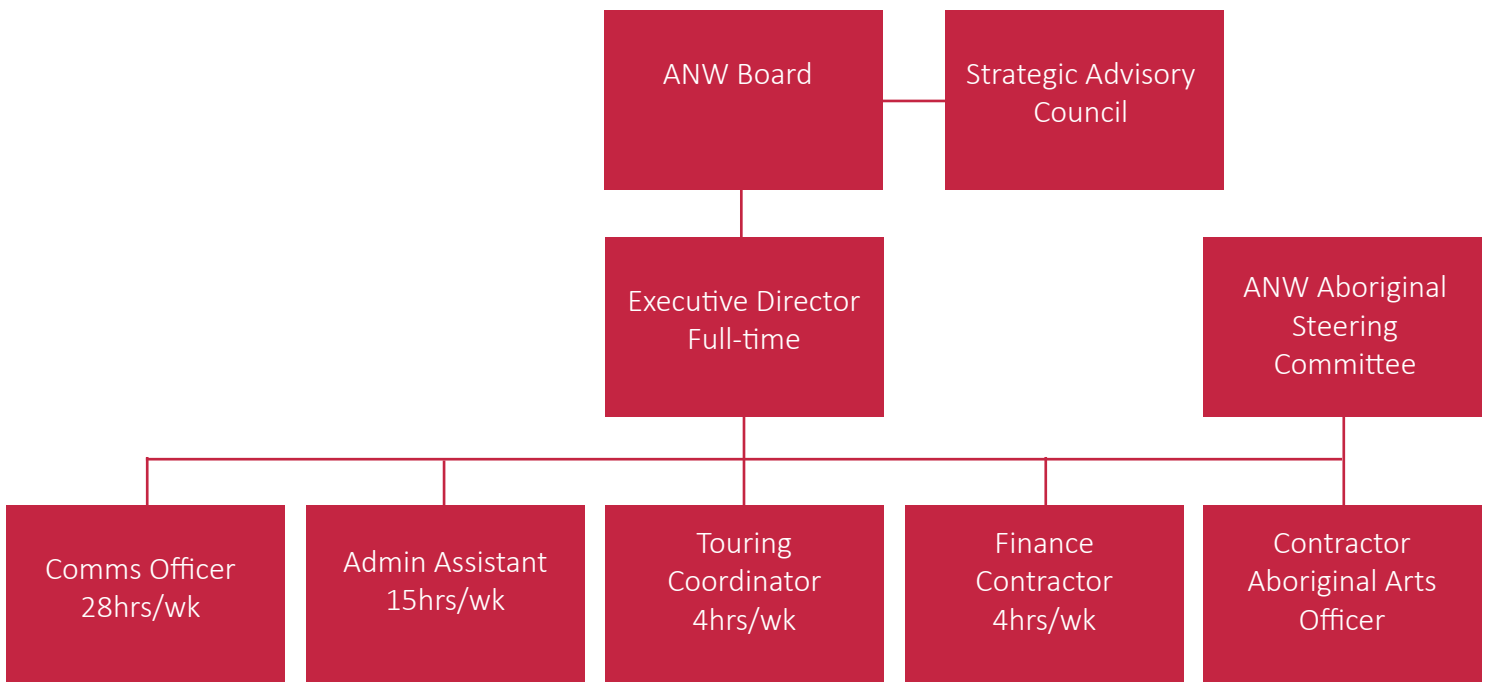 ANW Board
Strategic Advisory
Council
Executive Director
Full-time
ANW Aboriginal
Steering
Committee
Comms Officer
28hrs/wk
Admin Assistant
15hrs/wk
Touring
Coordinator
4hrs/wk
Finance
Contractor
4hrs/wk
Contractor
Aboriginal Arts
Officer